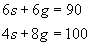 6s + 6g = 90
4s + 8g = 100